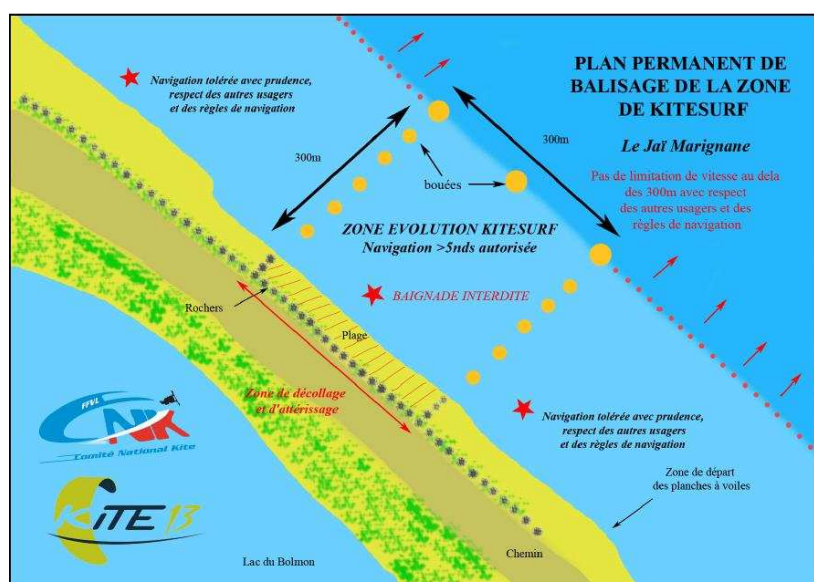 PLAN PERMANENT DE
BALISAGE DE LA ZONE
DE KITESURF
Le Jaï Marignane
Pas de limitation de vitesse au dela
des 300m avec respect
des autres usagers et des
règles de navigation
Navigation tolérée avec prudence,
respect des autres usagers
et des règles de navigation
300m
300m
bouées
ZONE EVOLUTION KITESURF
Navigation >5nds autorisée
BAIGNADE INTERDITE
Rochers
Plage
Zone de décollage
et d'attérissage
Navigation tolérée avec prudence,
respect des autres usagers
et des règles de navigation
Zone de départ
des planches à voiles
Chemin
Lac du Bolmon
FFVL
CNK
Comité National Kite
KiTE 13